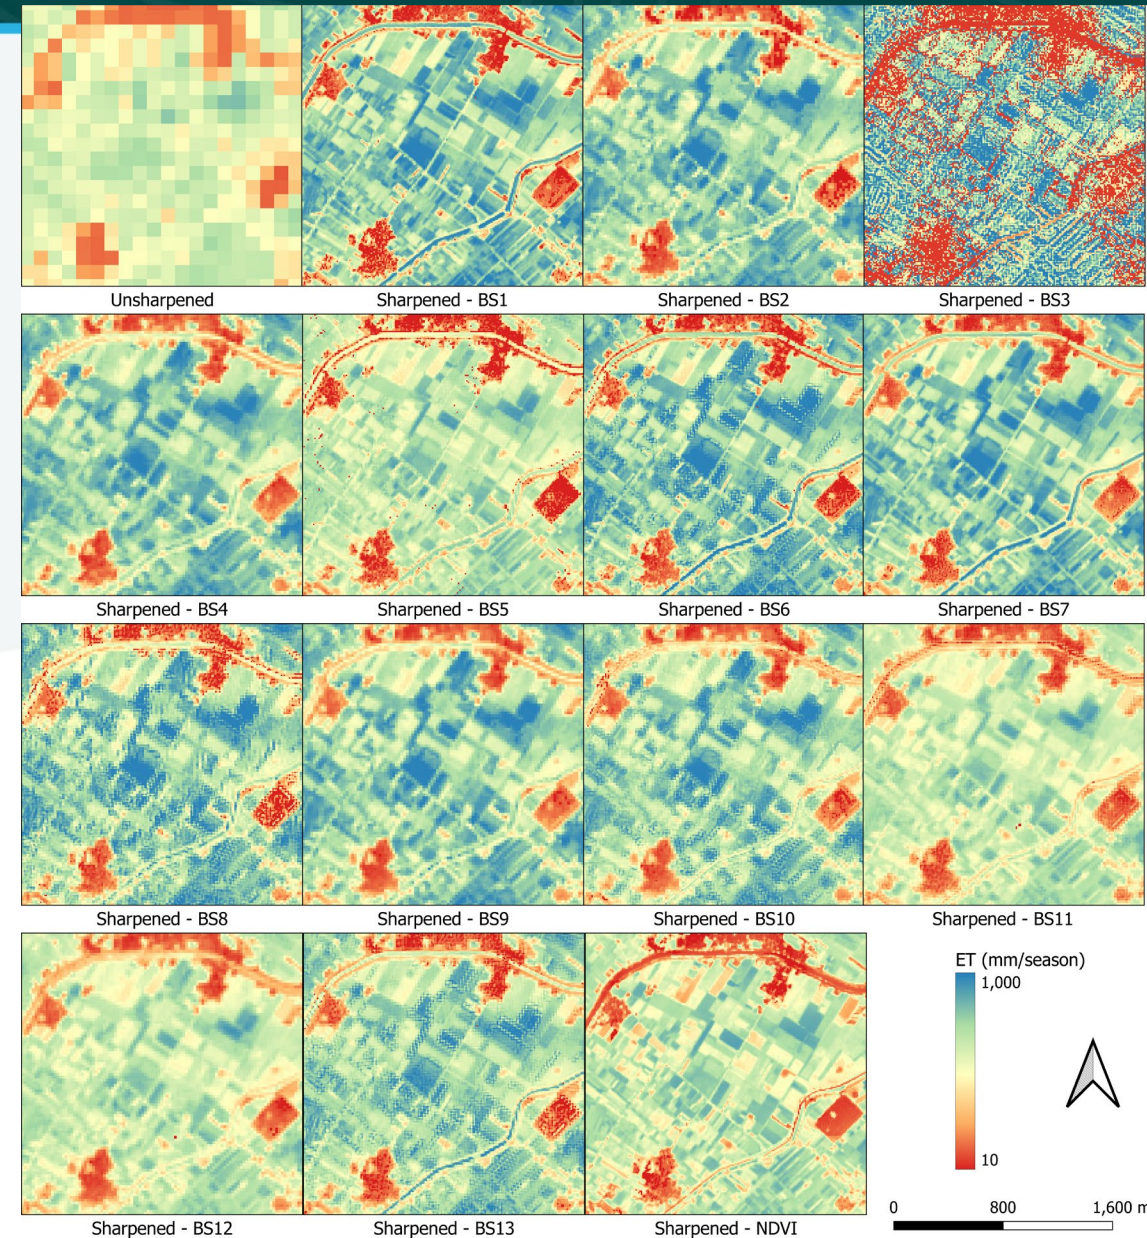 Unsharpened
Sharpened - BS1
Sharpened - BS2
Sharpened - BS3
Sharpened - BS4
Sharpened - BS5
Sharpened - BS6
Sharpened - BS7
Sharpened - BS8
Sharpened - BS9
Sharpened - BS10
Sharpened - BS11
ET (mm/season)
1,000
10
0 800 1,600 m
Sharpened - BS12
Sharpened - BS13
Sharpened - NDVI